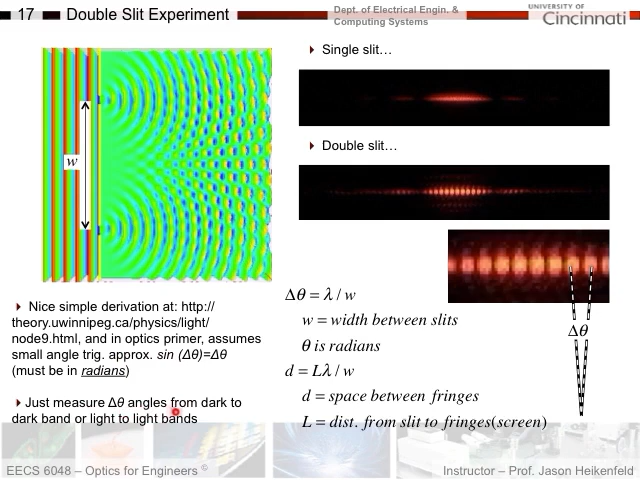 17 Double Slit Experiment
Dept. of Electrical Engin. &
Computing Systems
UNIVERSITY OF
Cincinnati
Single slit…
Double slit…
w
Δθ
Δθ = λ / w
w = width between slits
θ is radians
d = Lλ / w
d = space between fringes
L = dist. from slit to fringes(screen)
Nice simple derivation at: http://
theory.uwinnipeg.ca/physics/light/
node9.html, and in optics primer, assumes
small angle trig. approx. sin (Δθ)=Δθ
(must be in radians)
Just measure Δθ angles from dark to
dark band or light to light bands
EECS 6048 – Optics for Engineers ©
Instructor – Prof. Jason Heikenfeld